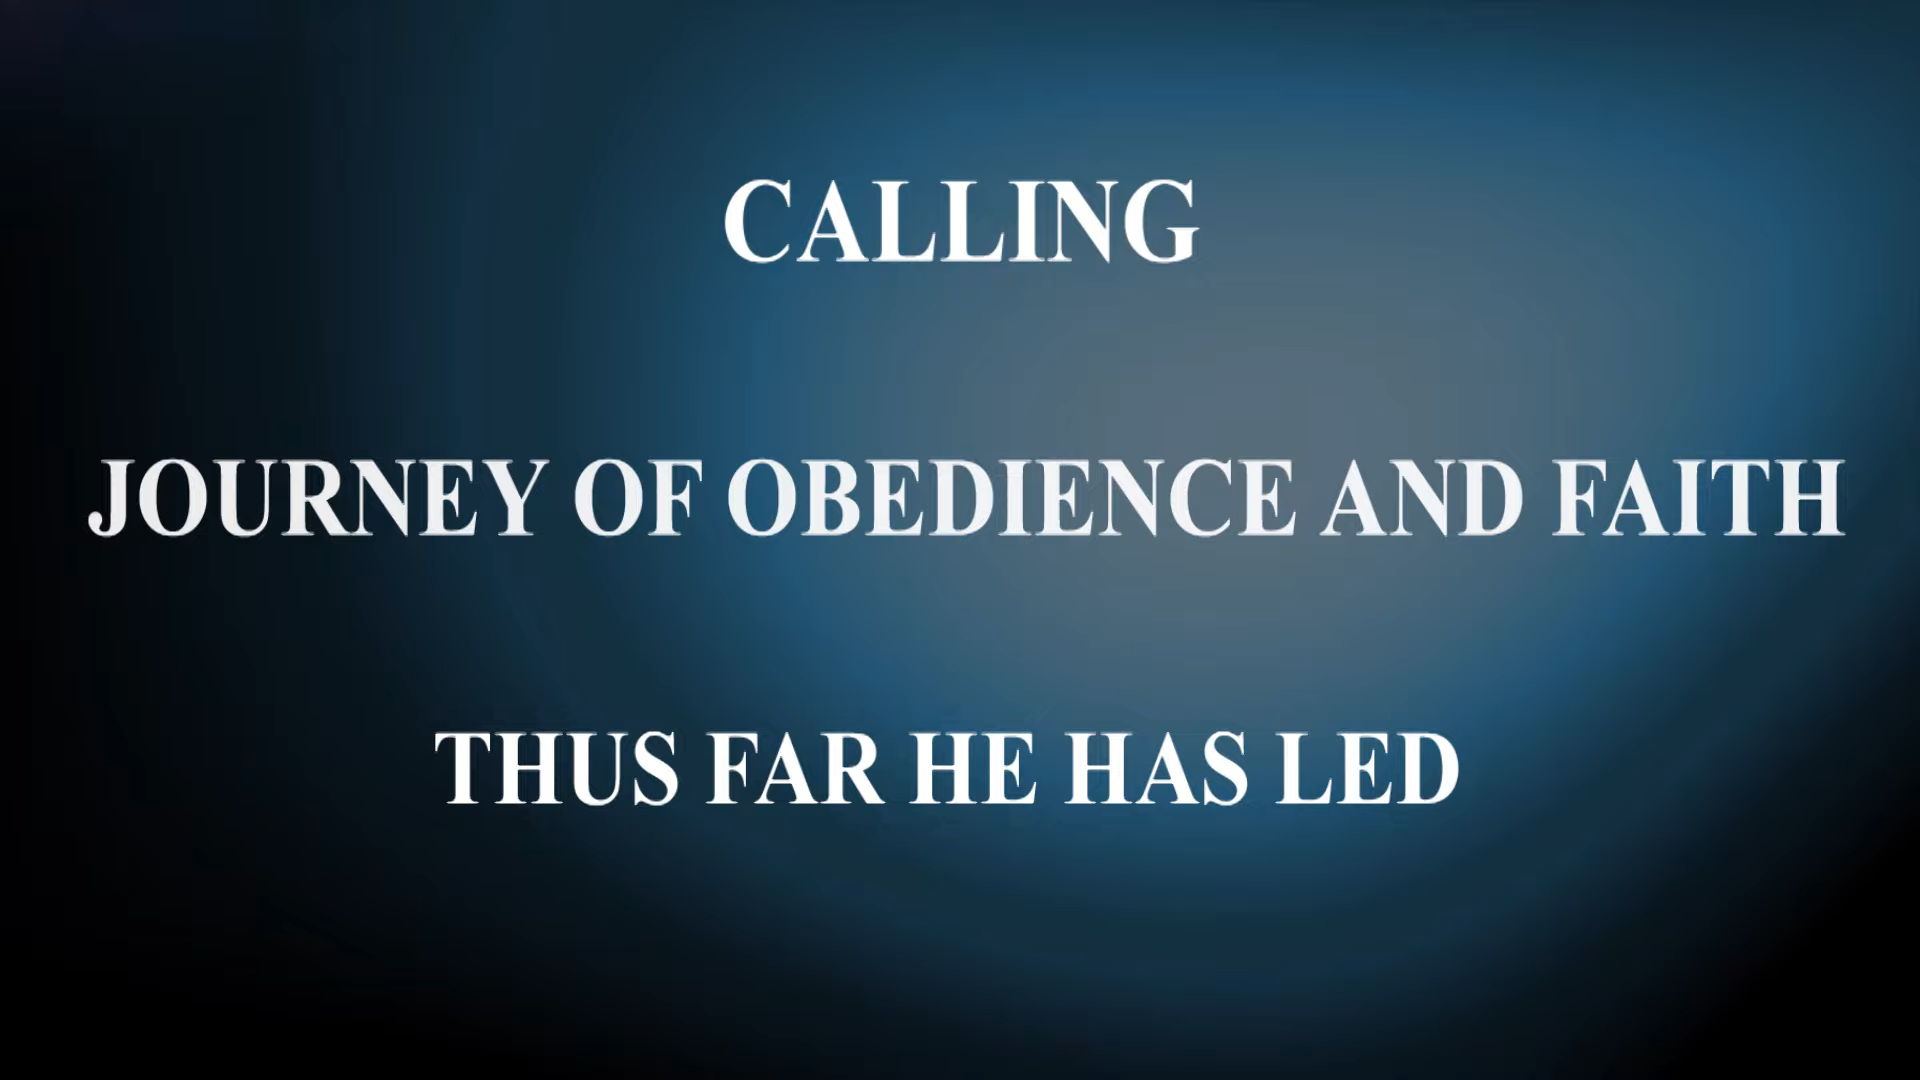 CALLING
JOURNEY OF OBEDIENCE AND FAITH
THUS FAR HE HAS LED